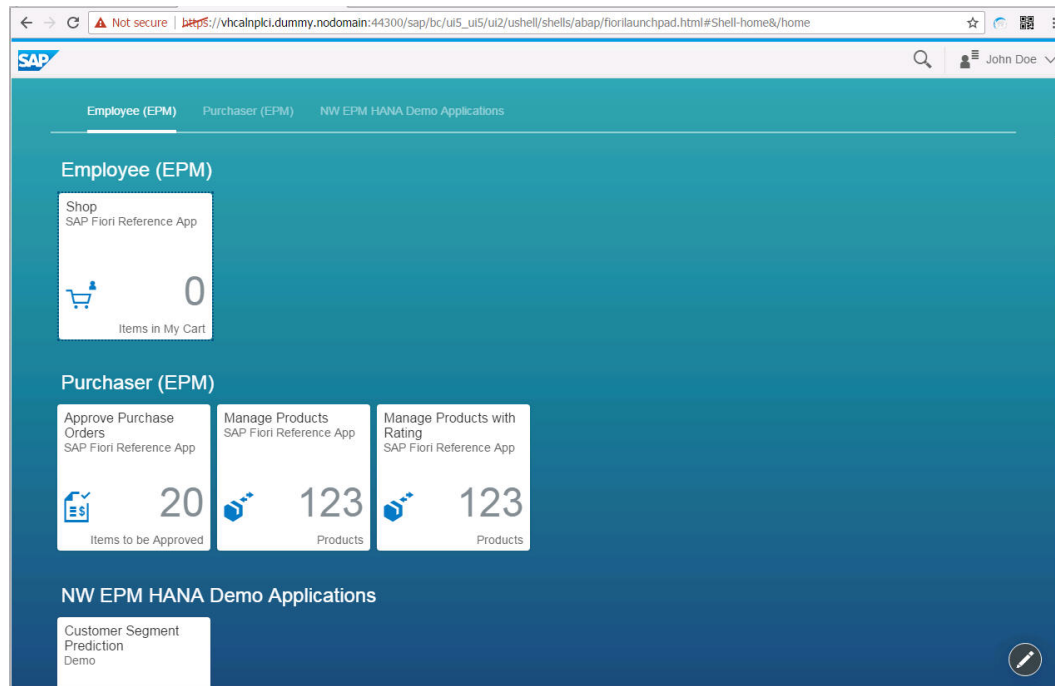 Not secure | https://vhcalnplci.dummy.nodomain:44300/sap/bc/ui5_ui5/ui2/ushell/shells/abap/fiorilaunchpad.html#Shell-home&/home
SAP
John Doe
Employee (EPM) Purchaser (EPM) NW EPM HANA Demo Applications
Employee (EPM)
Shop
SAP Fiori Reference App
0
Items in My Cart
Purchaser (EPM)
Approve Purchase
Orders
SAP Fiori Reference App
20
Items to be Approved
Manage Products
SAP Fiori Reference App
123
Products
Manage Products with
Rating
SAP Fiori Reference App
123
Products
NW EPM HANA Demo Applications
Customer Segment
Prediction
Demo